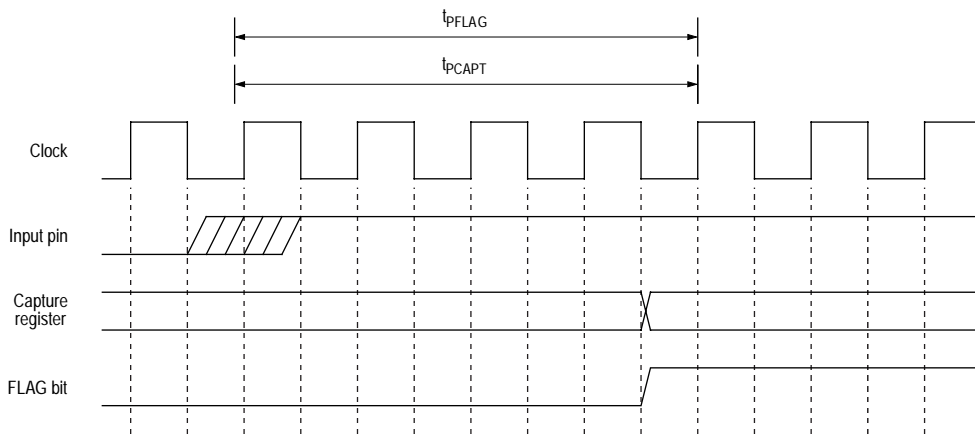 tPFLAG
tPCAPT
Clock
Input pin
Capture
register
FLAG bit